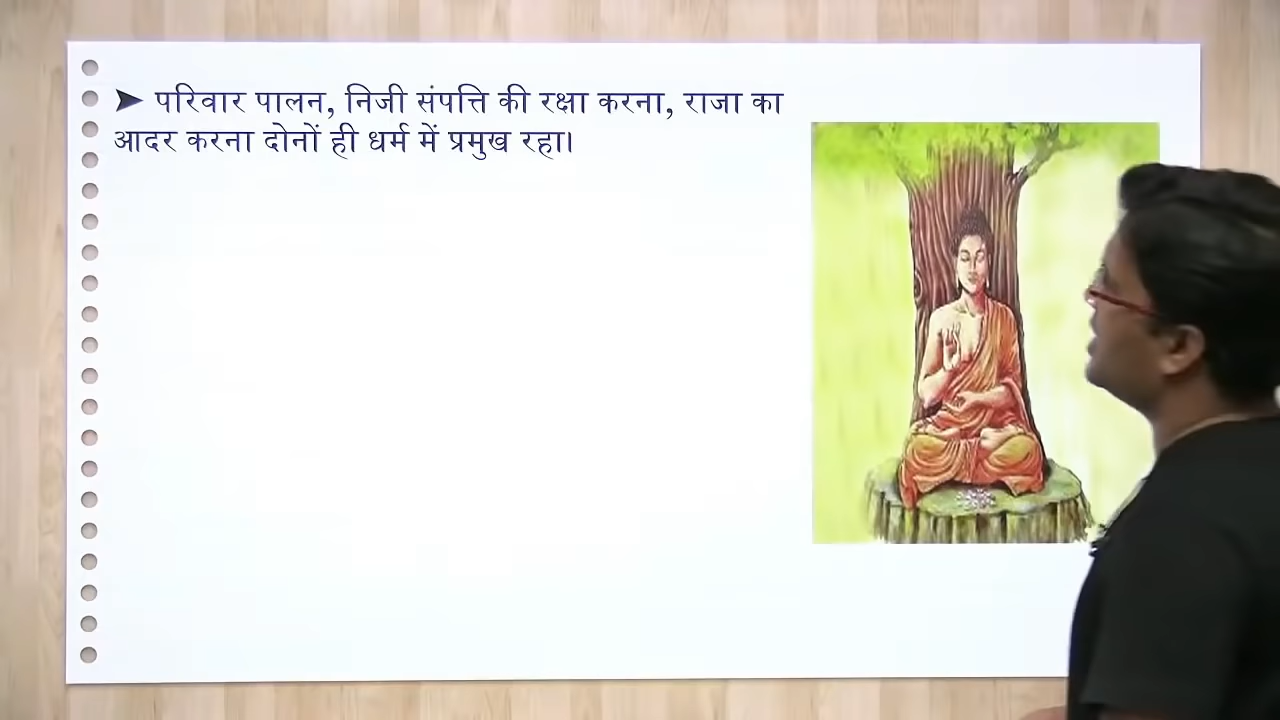 ➤ परिवार पालन, निजी संपत्ति की रक्षा करना, राजा का
आदर करना दोनों ही धर्म में प्रमुख रहा।